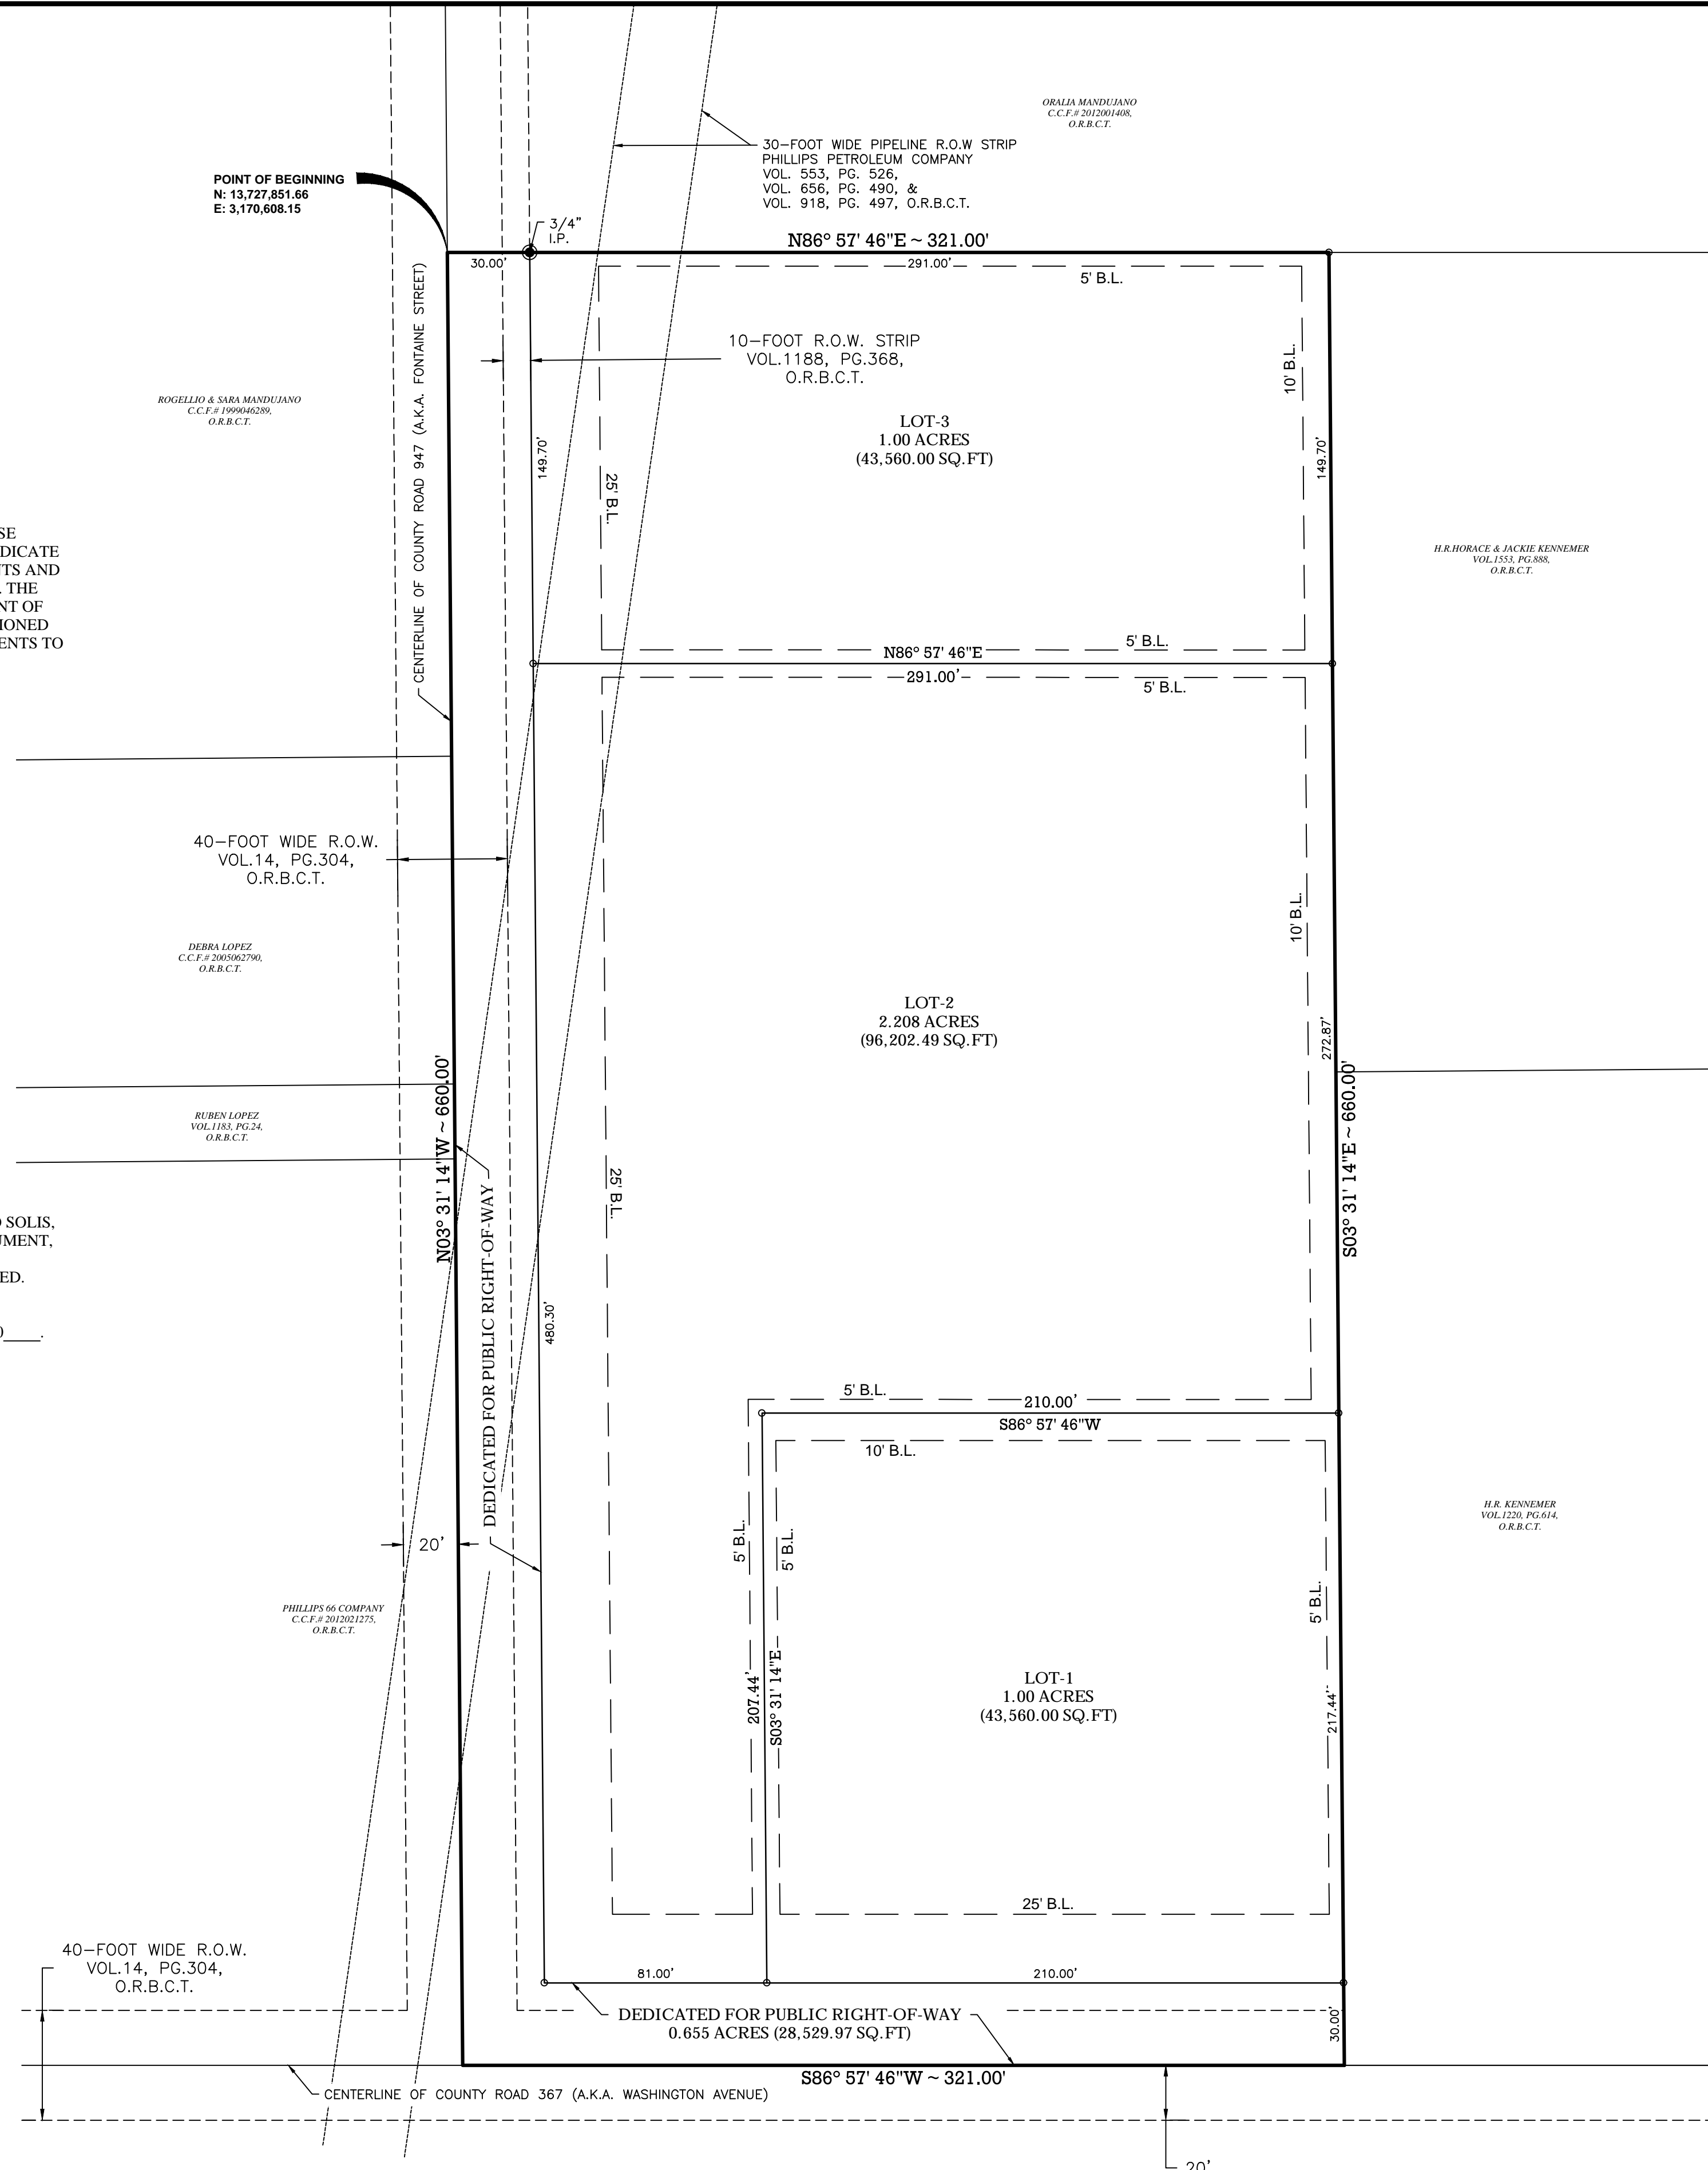 ORALIA MANDUJANO
C.C.F.# 2012001408,
O.R.B.C.T.
30-FOOT WIDE PIPELINE R.O.W STRIP
PHILLIPS PETROLEUM COMPANY
VOL. 553, PG. 526,
VOL. 656, PG. 490, &
VOL. 918, PG. 497, O.R.B.C.T.
POINT OF BEGINNING
N: 13,727,851.66
E: 3,170,608.15
3/4"
I.P.
N86° 57' 46"E ~ 321.00'
30.00'
291.00'
5' B.L.
CENTERLINE OF COUNTY ROAD 947 (A.K.A. FONTAINE STREET)
10-FOOT R.O.W. STRIP
VOL.1188, PG.368,
O.R.B.C.T.
10' B.L.
ROGELLIO & SARA MANDUJANO
C.C.F.# 1999046289,
O.R.B.C.T.
LOT-3
1.00 ACRES
(43,560.00 SQ.FT)
149.70'
149.70'
25' B.L.
SE
DICATE
TS AND
. THE
NT OF
IONED
ENTS TO
H.R.HORACE & JACKIE KENNEMER
VOL.1553, PG.888,
O.R.B.C.T.
5' B.L.
N86° 57' 46"E
291.00'
5' B.L.
40-FOOT WIDE R.O.W.
VOL.14, PG.304,
O.R.B.C.T.
10' B.L.
DEBRA LOPEZ
C.C.F.# 2005062790,
O.R.B.C.T.
LOT-2
2.208 ACRES
(96,202.49 SQ.FT)
272.87'
RUBEN LOPEZ
VOL.1183, PG.24,
O.R.B.C.T.
N03° 31' 14"W ~ 660.00'
S03° 31' 14"E ~ 660.00'
DEDICATED FOR PUBLIC RIGHT-OF-WAY
25' B.L.
O SOLIS,
UMENT,
ED.
0____.
480.30'
5' B.L.
210.00'
S86° 57' 46"W
10' B.L.
H.R. KENNEMER
VOL.1220, PG.614,
O.R.B.C.T.
20'
5' B.L.
5' B.L.
5' B.L.
PHILLIPS 66 COMPANY
C.C.F.# 2012021275,
O.R.B.C.T.
207.44'
S03° 31' 14"E
LOT-1
1.00 ACRES
(43,560.00 SQ.FT)
217.44'
25' B.L.
40-FOOT WIDE R.O.W.
VOL.14, PG.304,
O.R.B.C.T.
81.00'
210.00'
DEDICATED FOR PUBLIC RIGHT-OF-WAY
0.655 ACRES (28,529.97 SQ.FT)
30.00'
S86° 57' 46"W ~ 321.00'
CENTERLINE OF COUNTY ROAD 367 (A.K.A. WASHINGTON AVENUE)
20'